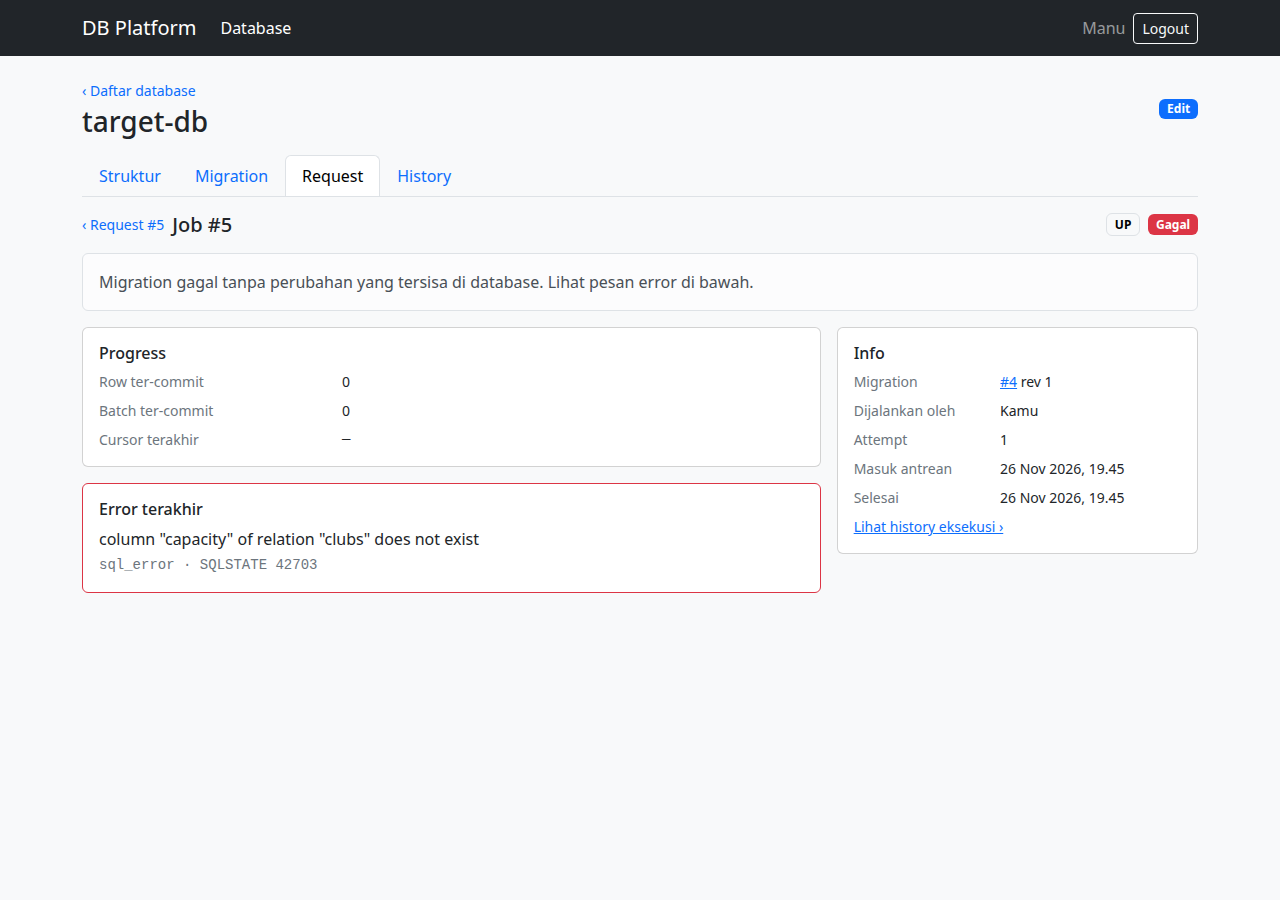 DB Platform Database Manu Logout
‹ Daftar database
target-db Edit
Struktur Migration Request History
‹ Request #5 Job #5 UP Gagal
Migration gagal tanpa perubahan yang tersisa di database. Lihat pesan error di bawah.
Progress
Row ter-commit 0
Batch ter-commit 0
Cursor terakhir —
Error terakhir
column "capacity" of relation "clubs" does not exist
sql_error · SQLSTATE 42703
Info
Migration #4 rev 1
Dijalankan oleh Kamu
Attempt 1
Masuk antrean 26 Nov 2026, 19.45
Selesai 26 Nov 2026, 19.45
Lihat history eksekusi ›